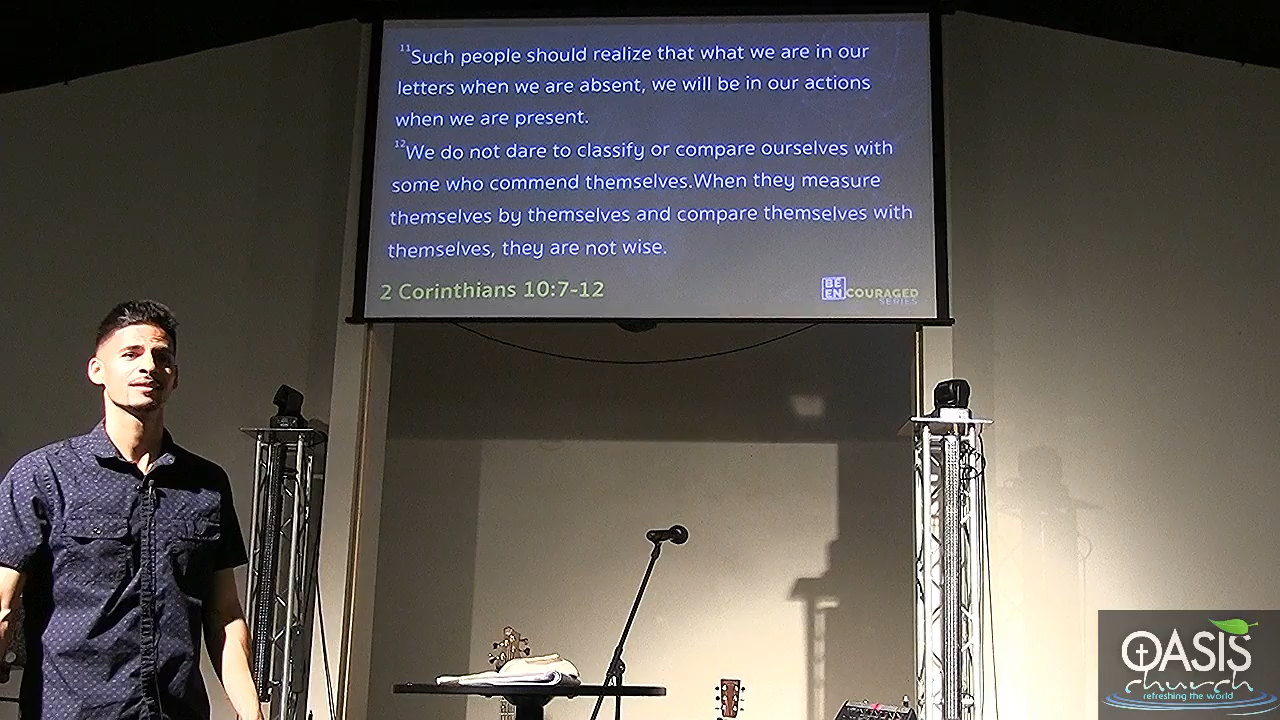 11Such people should realize that what we are in our
letters when we are absent, we will be in our actions
when we are present.
12We do not dare to classify or compare ourselves with
some who commend themselves.When they measure
themselves by themselves and compare themselves with
themselves, they are not wise.
2 Corinthians 10:7-12
BE
ENCOURAGED
SERIES
OASIS
church
refreshing the world